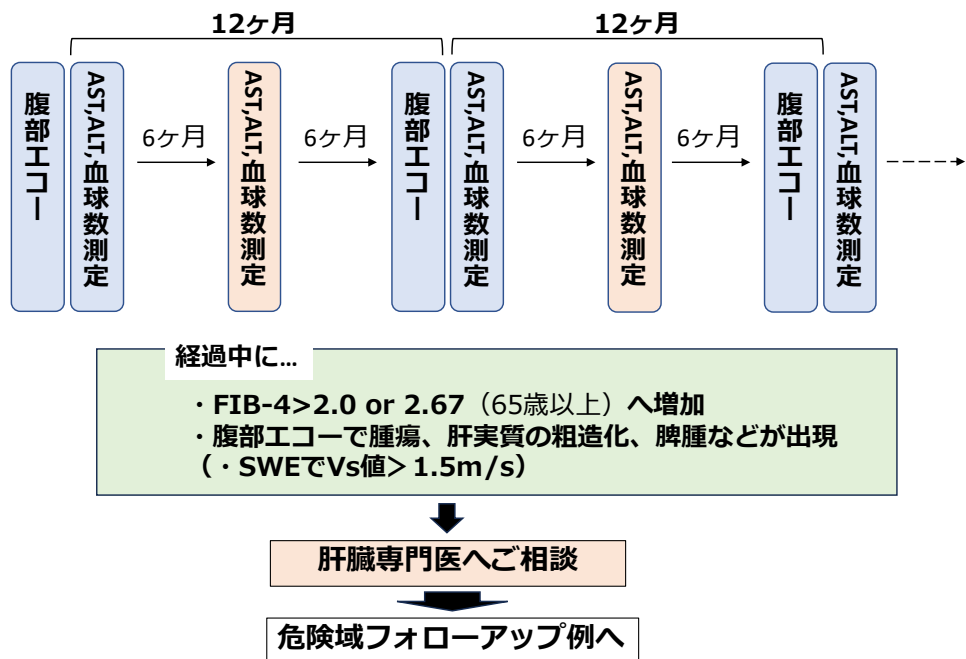 12ヶ月
12ヶ月
腹部エコー
AST,ALT,血球数測定
6ヶ月
AST,ALT,血球数測定
6ヶ月
腹部エコー
AST,ALT,血球数測定
6ヶ月
AST,ALT,血球数測定
6ヶ月
腹部エコー
AST,ALT,血球数測定
経過中に...
・FIB-4>2.0 or 2.67（65歳以上）へ増加
・腹部エコーで腫瘍、肝実質の粗造化、脾腫などが出現
（・SWEでVs値＞1.5m/s）
肝臓専門医へご相談
危険域フォローアップ例へ